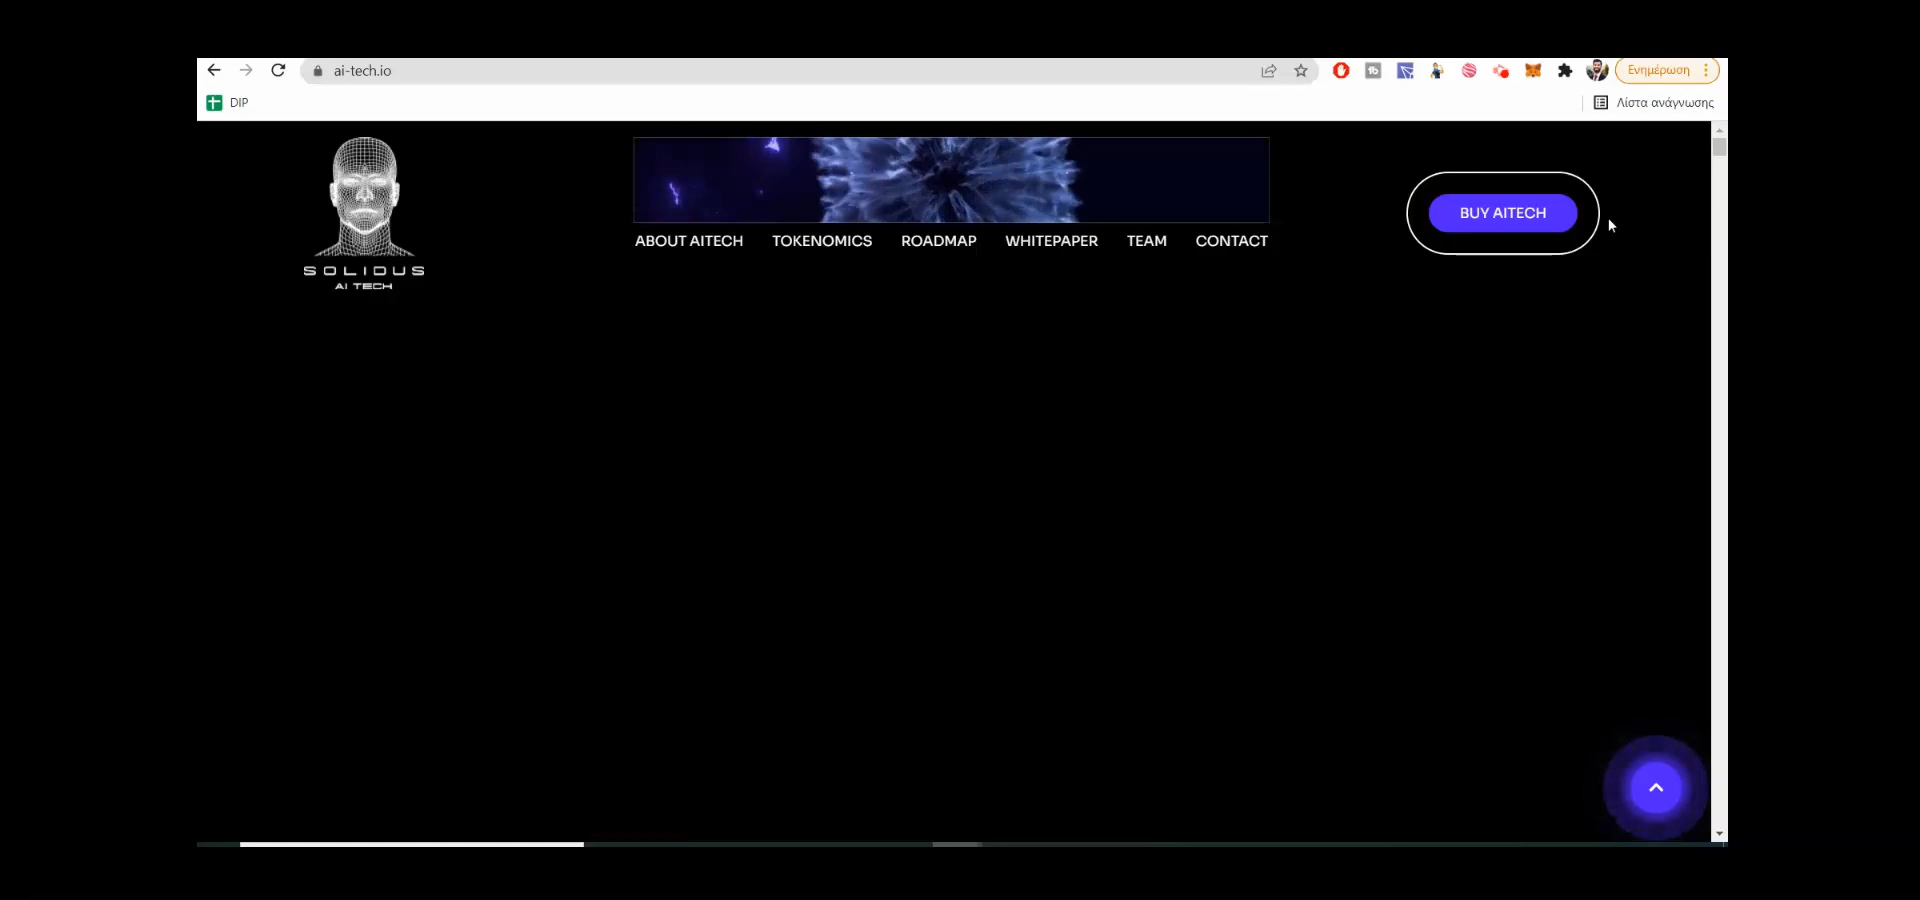 ai-tech.io
Ενημέρωση
DIP
Λίστα ανάγνωσης
SOLIDUS
AI TECH
ABOUT AITECH TOKENOMICS ROADMAP WHITEPAPER TEAM CONTACT
BUY AITECH